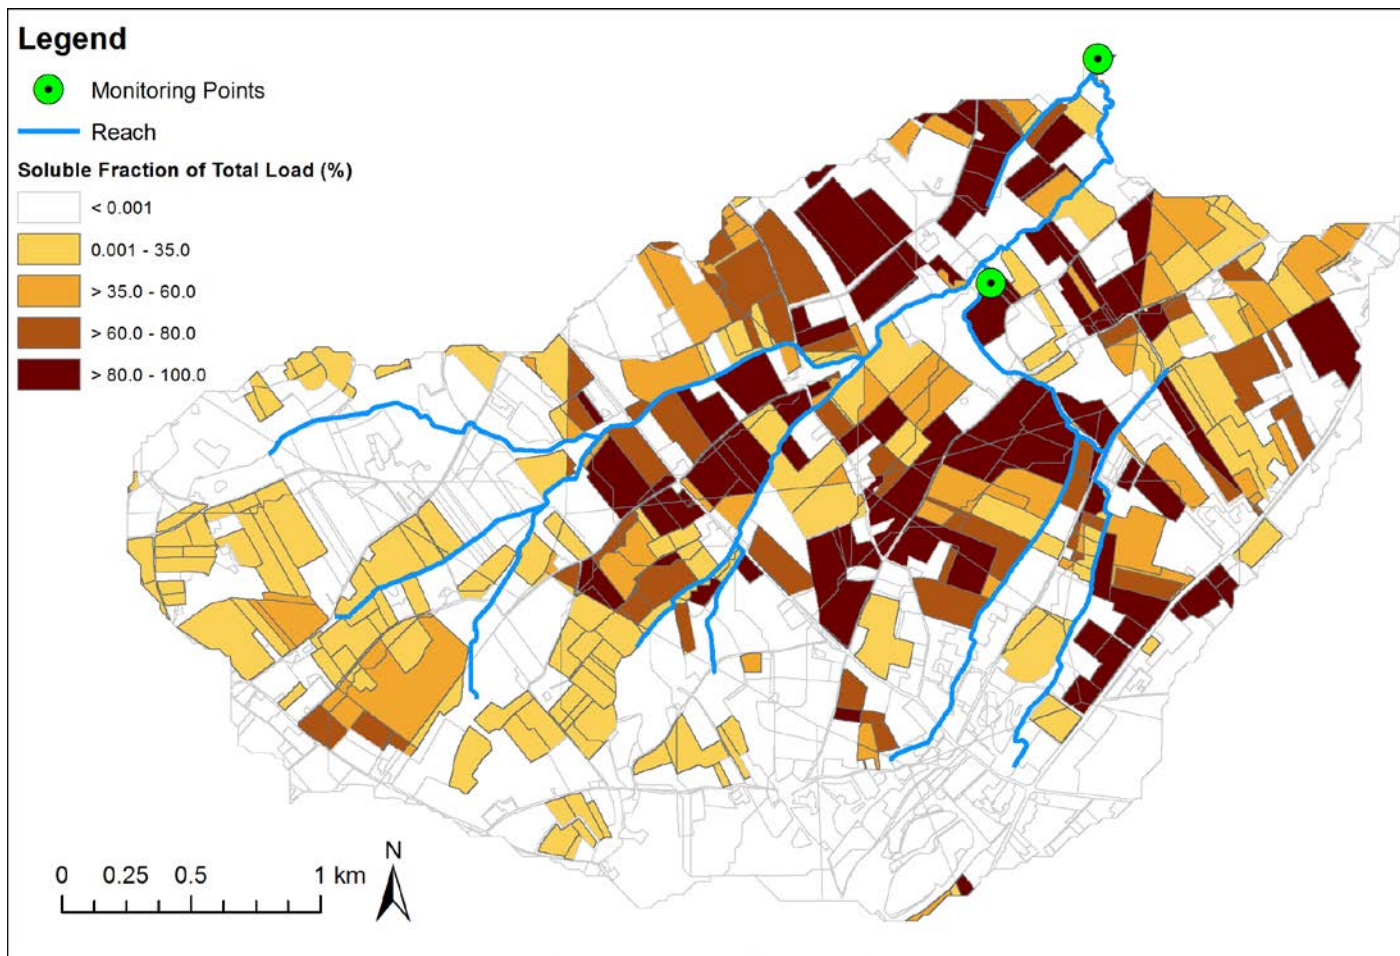 Legend
Monitoring Points
Reach
Soluble Fraction of Total Load (%)
< 0.001
0.001 - 35.0
> 35.0 - 60.0
> 60.0 - 80.0
> 80.0 - 100.0
N
0 0.25 0.5 1 km